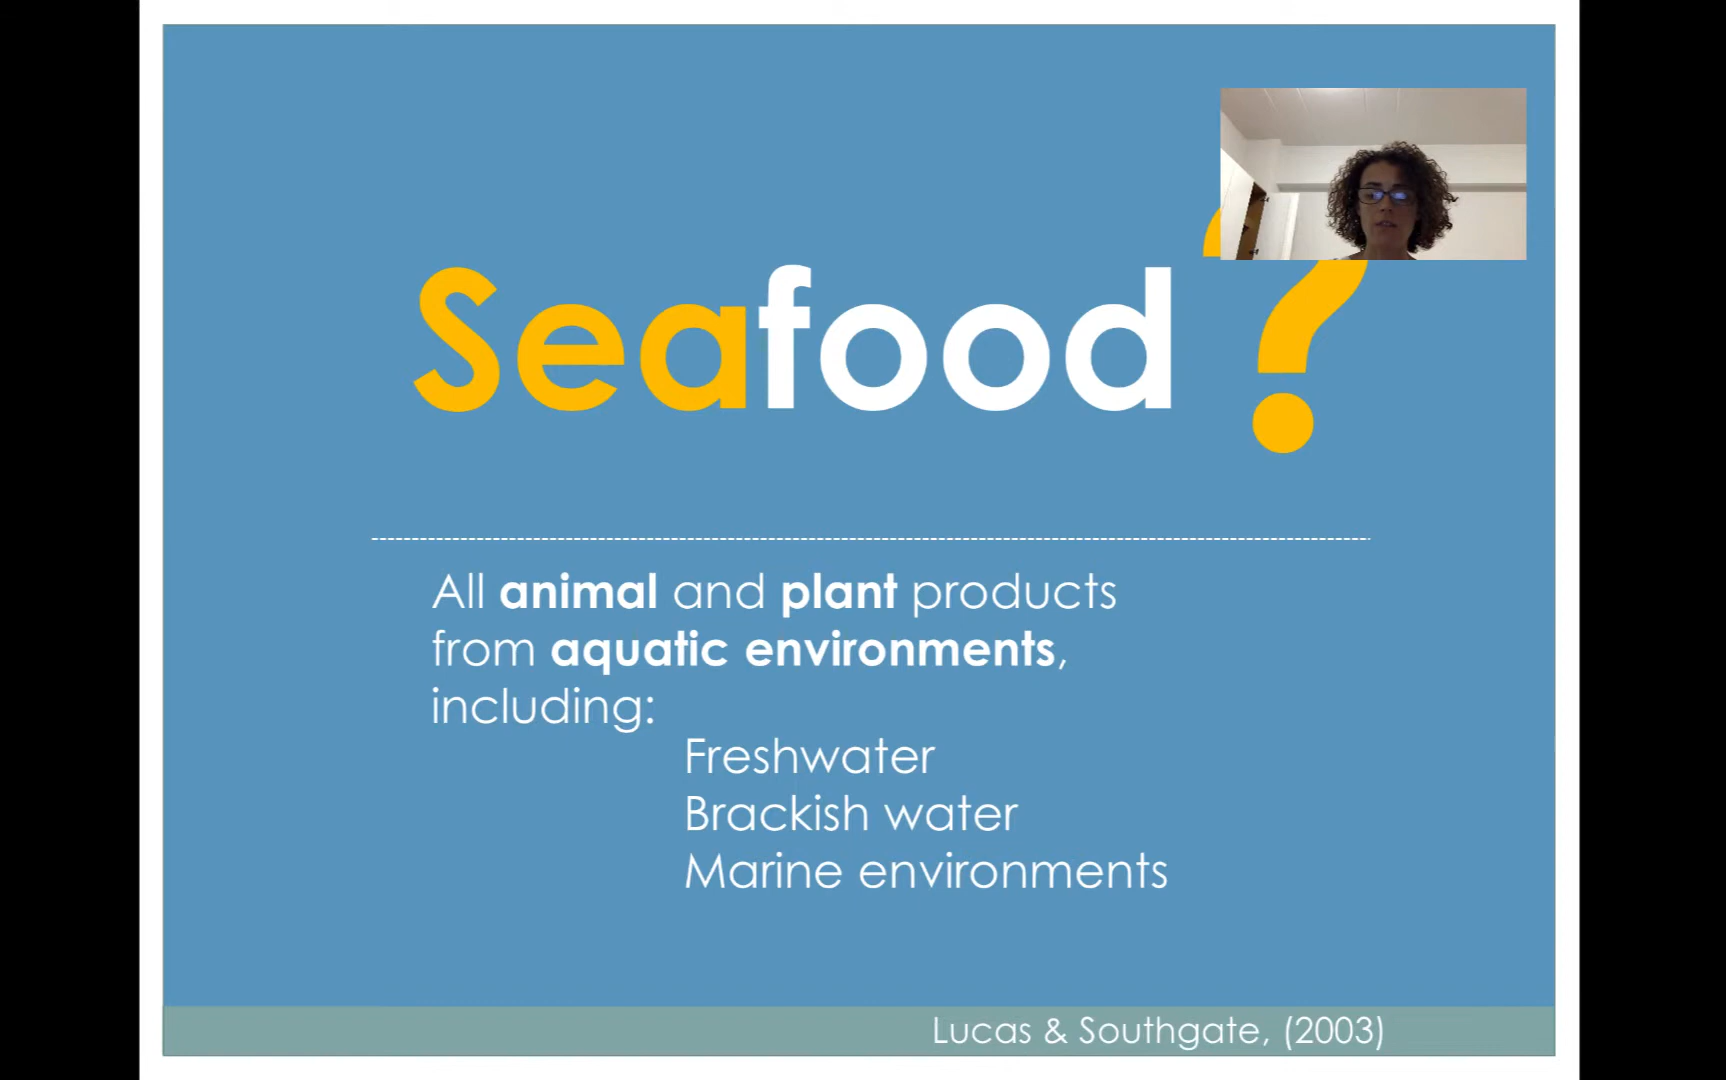 Seafood?
All animal and plant products
from aquatic environments,
including:
Freshwater
Brackish water
Marine environments
Lucas & Southgate, (2003)